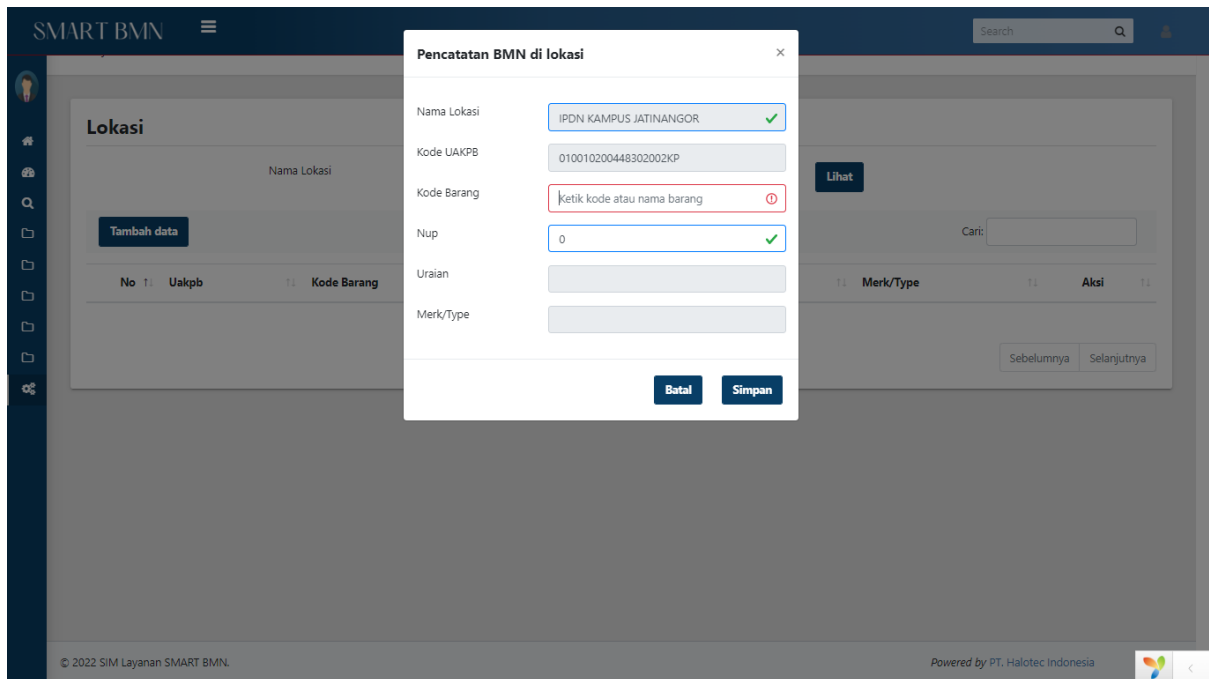 SMART BMN
Search
Pencatatan BMN di lokasi
Nama Lokasi
IPDN KAMPUS JATINANGOR
Kode UAKPB
010010200448302002KP
Kode Barang
Ketik kode atau nama barang
Nup
0
Uraian
Merk/Type
Batal
Simpan
Lokasi
Nama Lokasi
Lihat
Tambah data
Cari:
No Uakpb Kode Barang Merk/Type Aksi
Sebelumnya Selanjutnya
© 2022 SIM Layanan SMART BMN.
Powered by PT. Halotec Indonesia